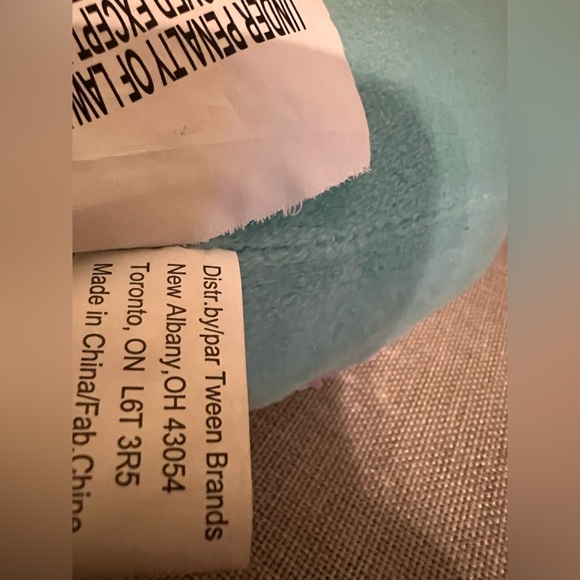 UNDER PENALTY OF LAW
EXCEPT
Distr.by/par Tween Brands
New Albany,OH 43054
Toronto, ON L6T 3R5
Made in China/Fab.Chine